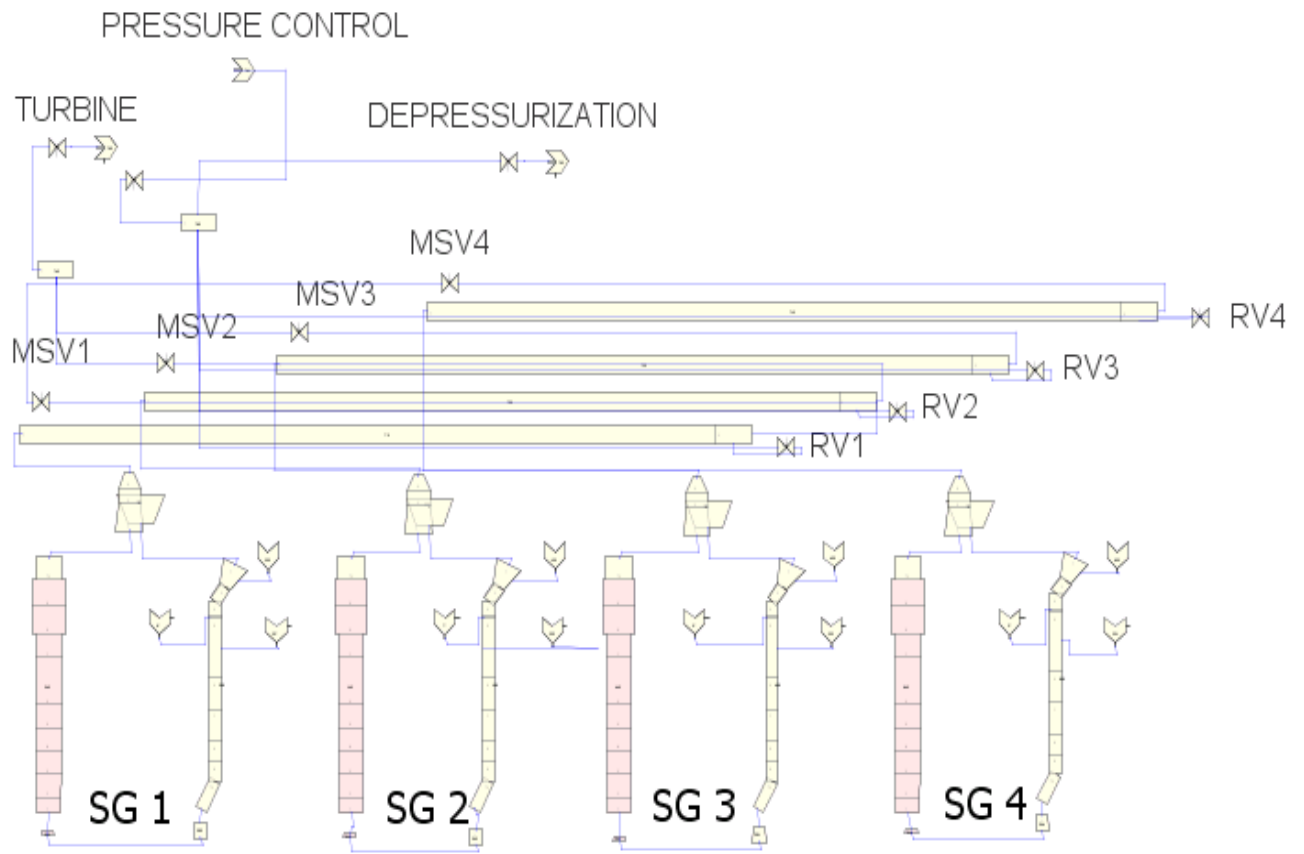 PRESSURE CONTROL
TURBINE
DEPRESSURIZATION
MSV4
MSV3
MSV2
MSV1
RV4
RV3
RV2
RV1
SG 1
SG 2
SG 3
SG 4